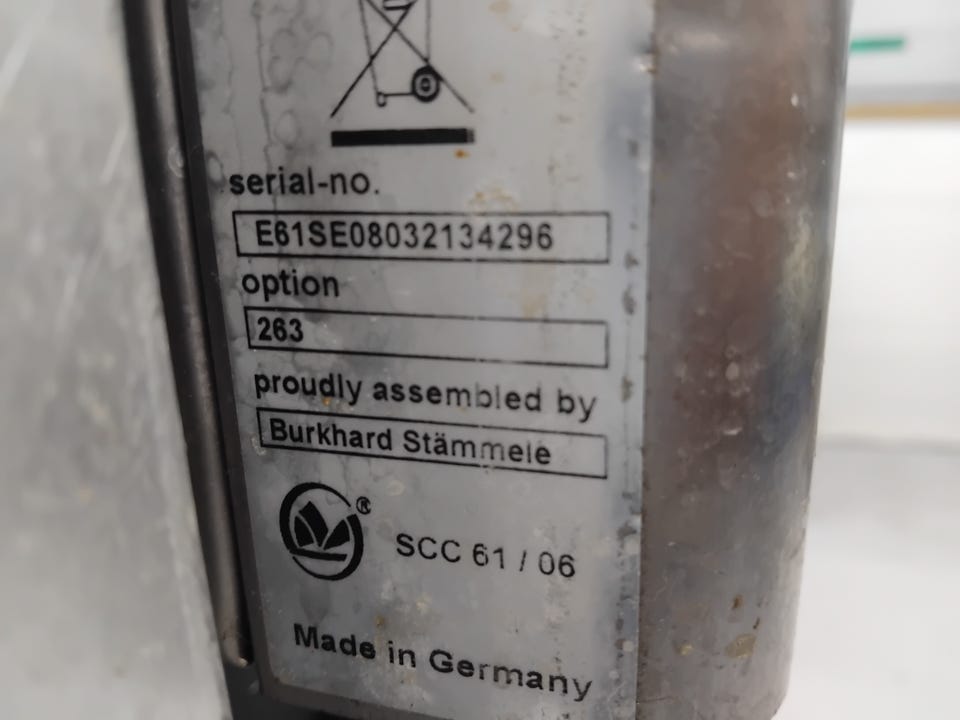 serial-no.
E61SE08032134296
option
263
proudly assembled by
Burkhard Stämmele
®
SCC 61 / 06
Made in Germany